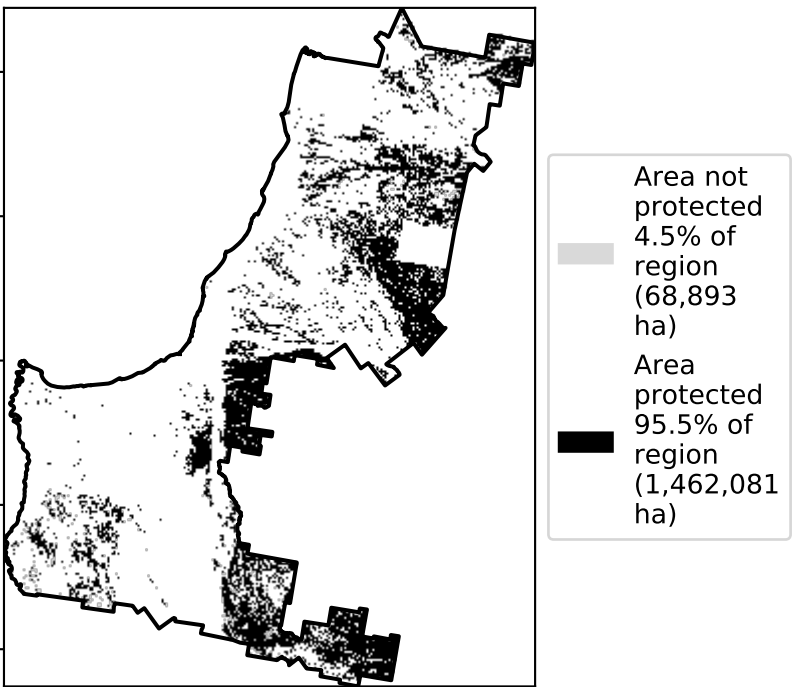 Area not
protected
4.5% of
region
(68,893
ha)
Area
protected
95.5% of
region
(1,462,081
ha)